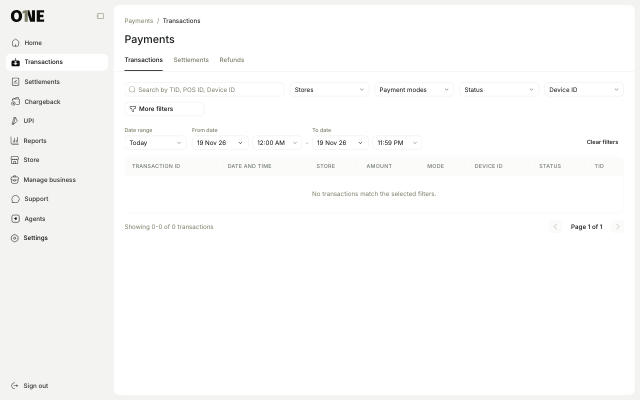 ONE
Home
Transactions
Settlements
Chargeback
UPI
Reports
Store
Manage business
Support
Agents
Settings
Sign out
Payments / Transactions
Payments
Transactions Settlements Refunds
Search by TID, POS ID, Device ID Stores Payment modes Status Device ID
More filters
Date range From date To date
Today 19 Nov 26 12:00 AM - 19 Nov 26 11:59 PM Clear filters
TRANSACTION ID DATE AND TIME STORE AMOUNT MODE DEVICE ID STATUS TID
No transactions match the selected filters.
Showing 0-0 of 0 transactions Page 1 of 1